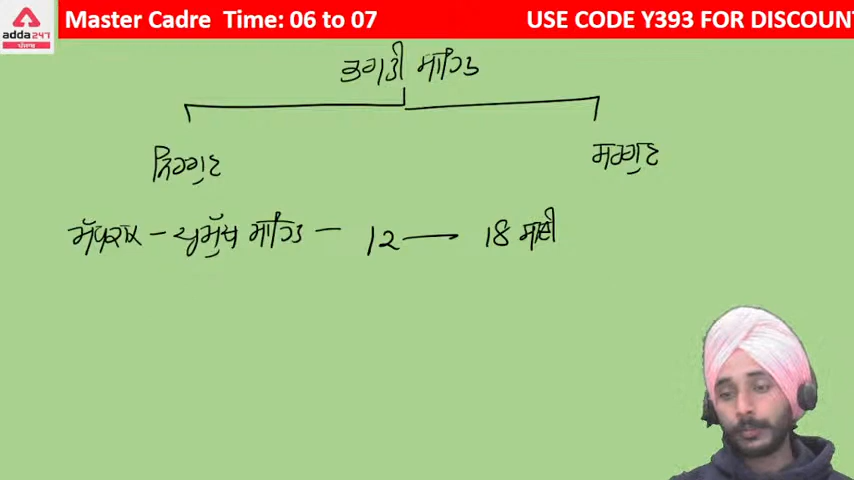 Master Cadre Time: 06 to 07
USE CODE Y393 FOR DISCOUNT
adda247
ਪੰਜਾਬ
ਭਗਤੀ ਸਾਹਿਤ
ਨਿਰਗੁਣ
ਸਰਗੁਣ
ਮੱਧਕਾਲ - ਪ੍ਰਮੁੱਖ ਸਾਹਿਤ - 12 — 18 ਸਦੀ